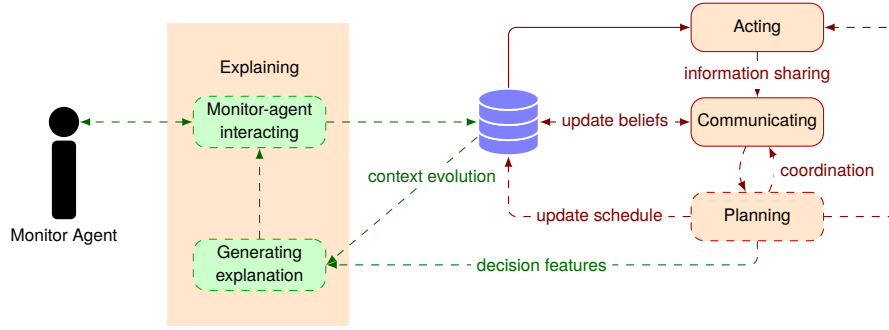 Explaining
Monitor-agent
interacting
Monitor Agent
Generating
explanation
context evolution
update beliefs
update schedule
decision features
Acting
information sharing
Communicating
coordination
Planning